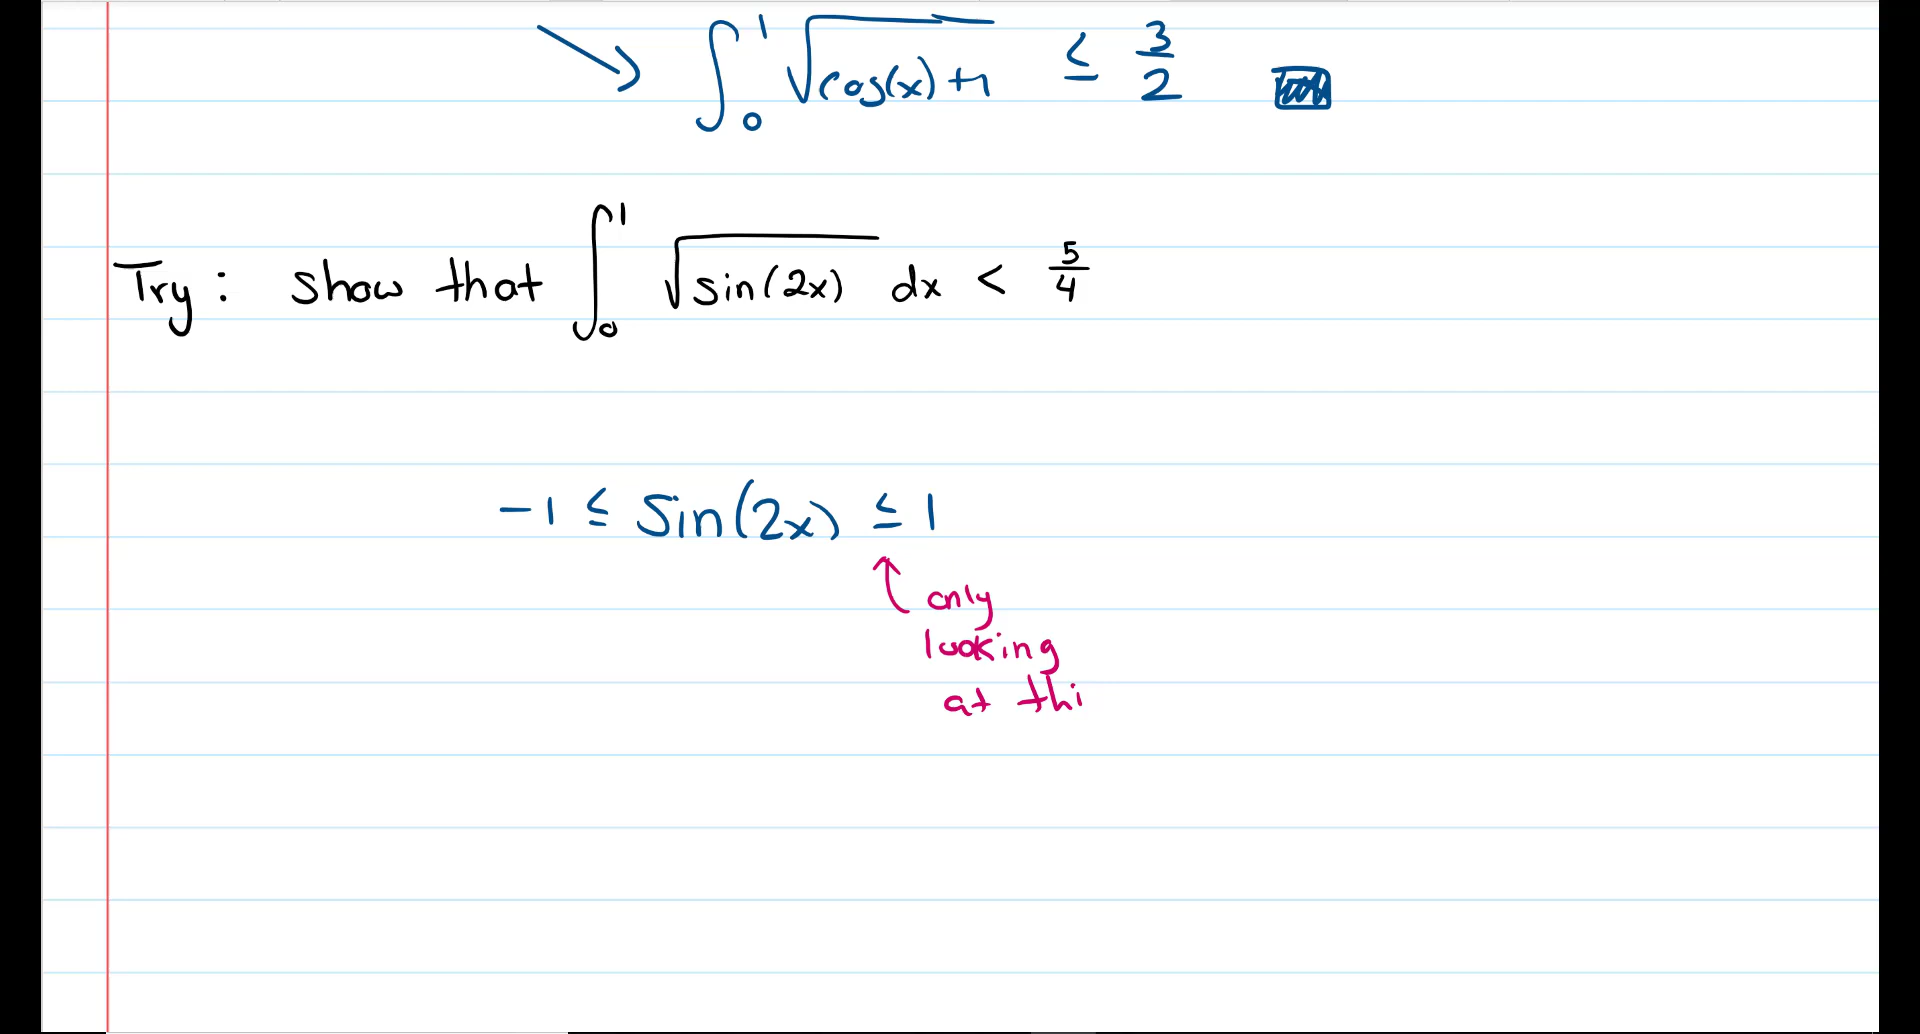 ↘ ∫₀¹ √(cos(x)+1) ≤ 3/2
Try: show that ∫₀¹ √(sin(2x)) dx < 5/4
-1 ≤ Sin(2x) ≤ 1
only
looking
at thi